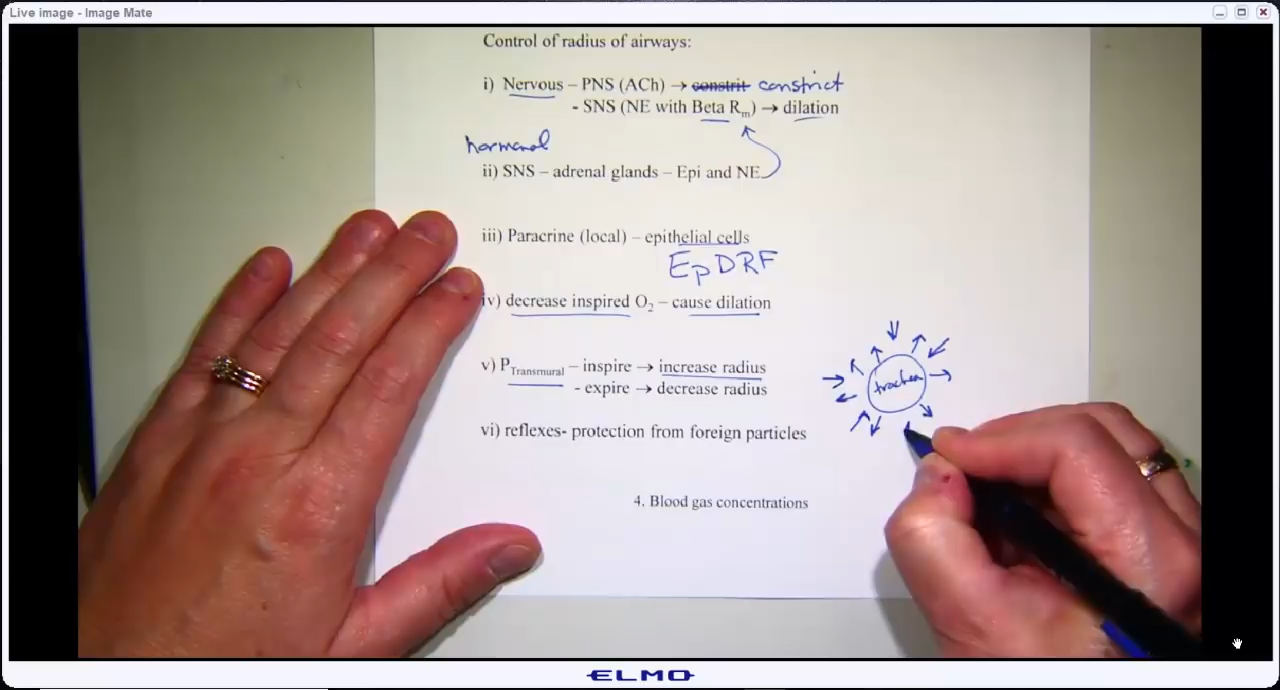 Live image - Image Mate
Control of radius of airways:
i) Nervous – PNS (ACh) → constrit constrict
- SNS (NE with Beta Rm) → dilation
hormonal
ii) SNS – adrenal glands – Epi and NE
iii) Paracrine (local) – epithelial cells
EpDRF
iv) decrease inspired O₂ – cause dilation
v) PTransmural – inspire → increase radius
- expire → decrease radius
trachea
vi) reflexes- protection from foreign particles
4. Blood gas concentrations
ELMO